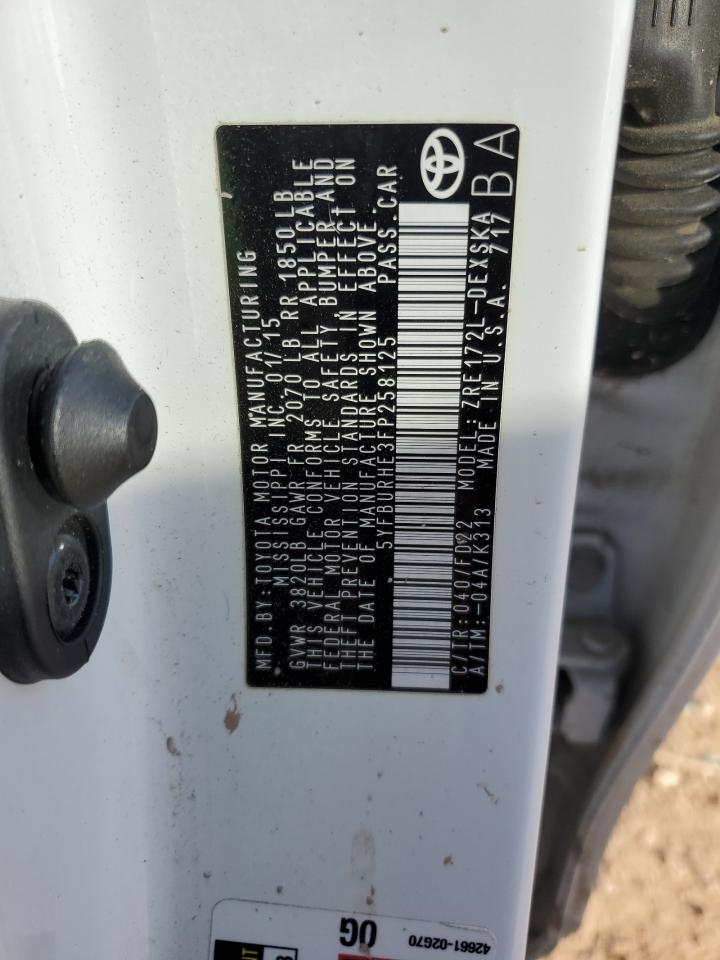 MFD. BY:TOYOTA MOTOR MANUFACTURING
MISSISSIPPI, INC. 01/15
GVWR 3820LB GAWR FR 2070 LB RR 1850LB
THIS VEHICLE CONFORMS TO ALL APPLICABLE
FEDERAL MOTOR VEHICLE SAFETY, BUMPER AND
THEFT PREVENTION STANDARDS IN EFFECT ON
THE DATE OF MANUFACTURE SHOWN ABOVE.
5YFBURHE3FP258125 PASS.CAR
C/TR:040/FD22 MODEL: ZRE172L-DEXSKA
A/TM:-04A/K313 MADE IN U.S.A. 717 BA
42661-02G70
0G